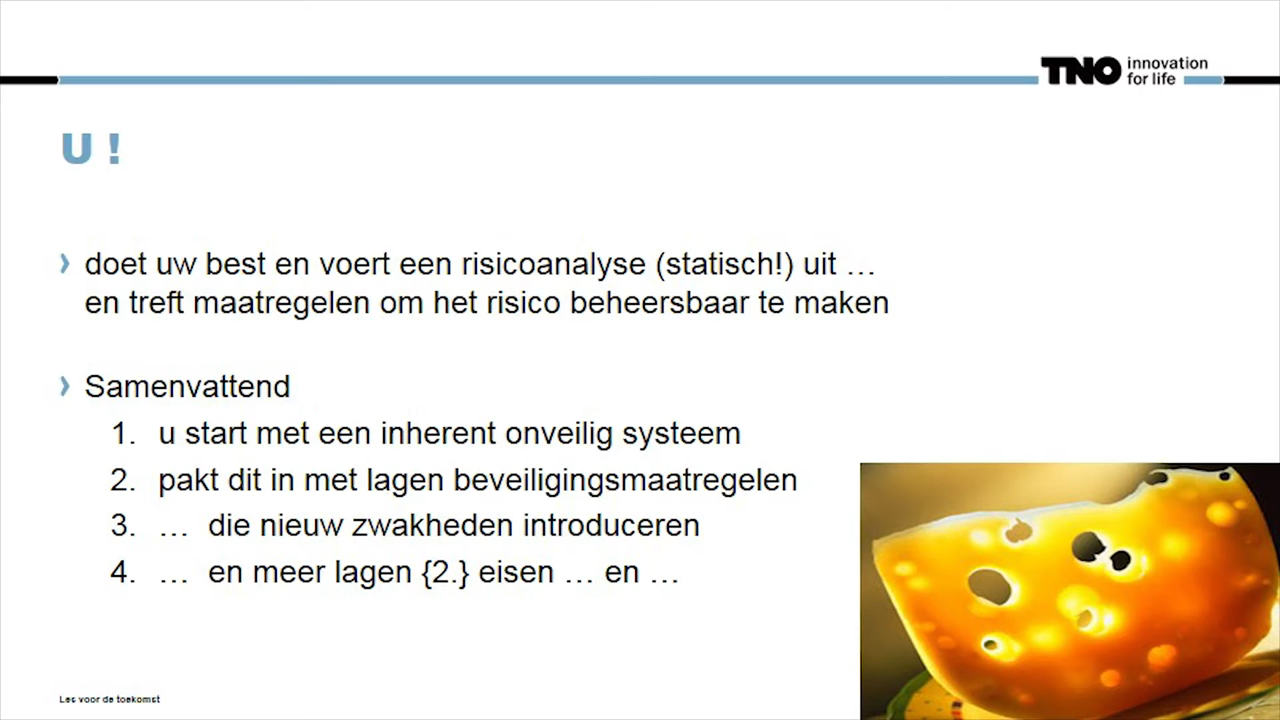 TNO innovation
for life
U !
› doet uw best en voert een risicoanalyse (statisch!) uit …
en treft maatregelen om het risico beheersbaar te maken
› Samenvattend
1. u start met een inherent onveilig systeem
2. pakt dit in met lagen beveiligingsmaatregelen
3. … die nieuw zwakheden introduceren
4. … en meer lagen {2.} eisen … en …
Les voor de toekomst